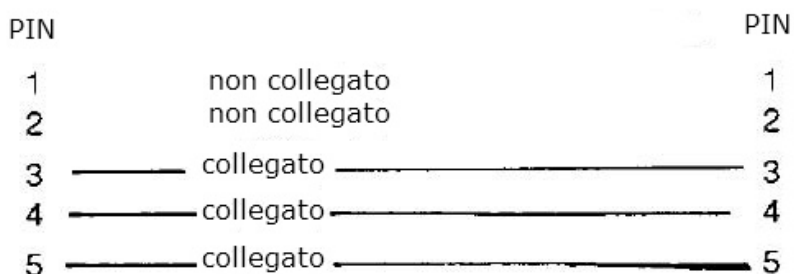 PIN PIN
1 non collegato 1
2 non collegato 2
3 collegato 3
4 collegato 4
5 collegato 5